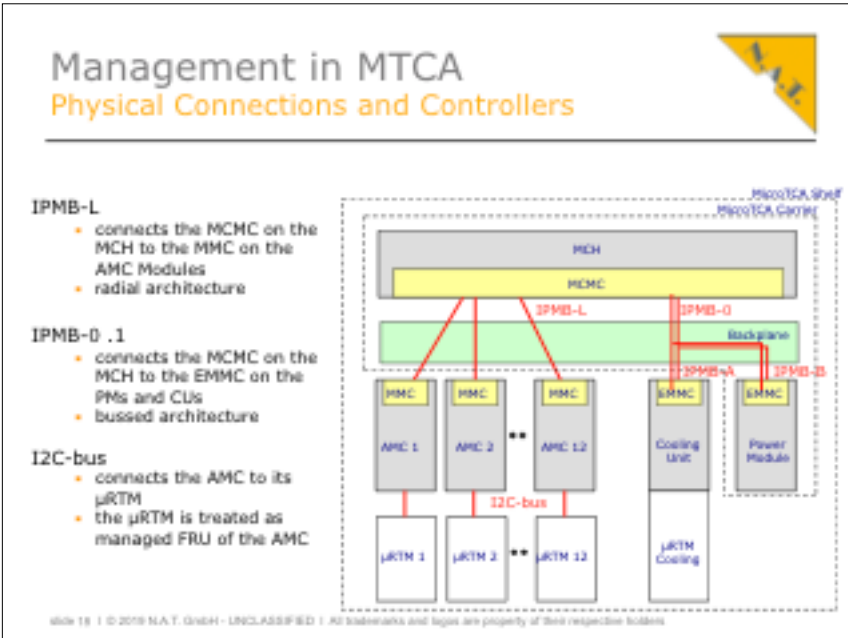 Management in MTCA
Physical Connections and Controllers
N.A.T.
IPMB-L
• connects the MCMC on the
MCH to the MMC on the
AMC Modules
• radial architecture
IPMB-0 .1
• connects the MCMC on the
MCH to the EMMC on the
PMs and CUs
• bussed architecture
I2C-bus
• connects the AMC to its
µRTM
• the µRTM is treated as
managed FRU of the AMC
MicroTCA Shelf
MicroTCA Carrier
MCH
MCMC
IPMB-L
IPMB-0
Backplane
IPMB-A
IPMB-B
MMC
MMC
MMC
EMMC
EMMC
AMC 1
AMC 2
**
AMC 12
Cooling
Unit
Power
Module
I2C-bus
µRTM 1
µRTM 2
**
µRTM 12
µRTM
Cooling
slide 18 | © 2019 N.A.T. GmbH - UNCLASSIFIED | All trademarks and logos are property of their respective holders